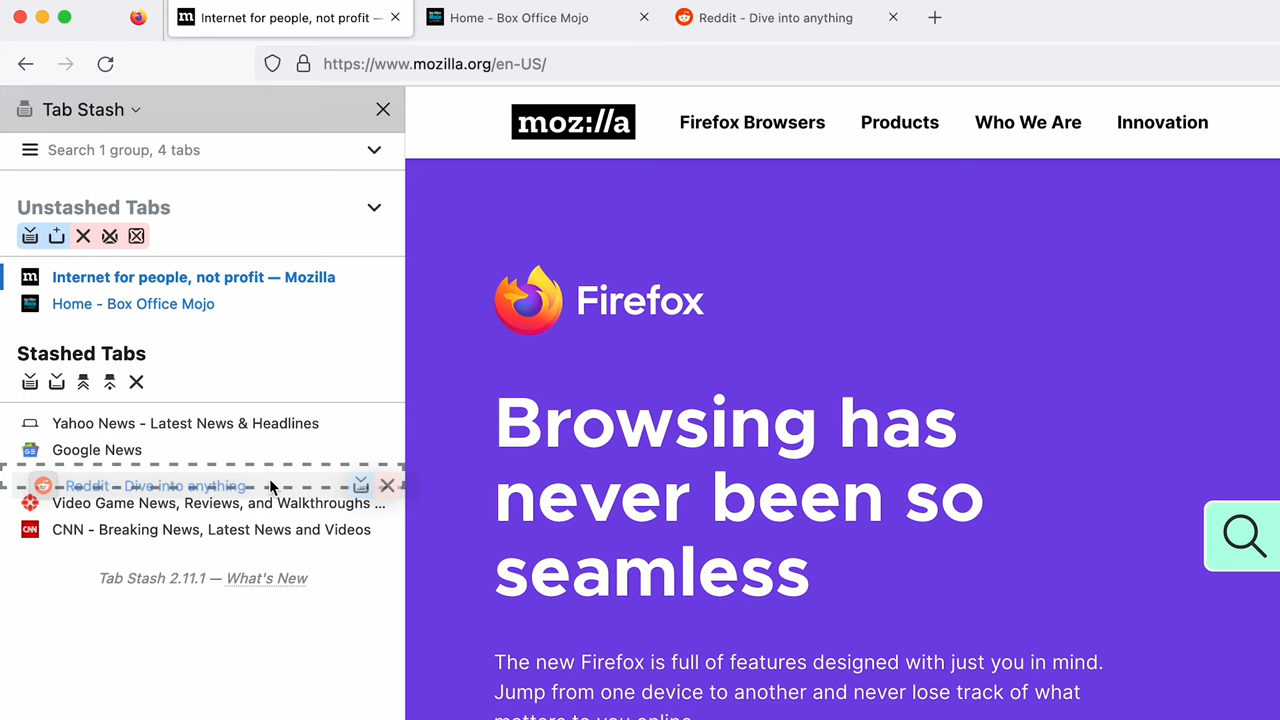 Internet for people, not profit —
Home - Box Office Mojo
Reddit - Dive into anything
https://www.mozilla.org/en-US/
Tab Stash
Search 1 group, 4 tabs
Unstashed Tabs
Internet for people, not profit — Mozilla
Home - Box Office Mojo
Stashed Tabs
Yahoo News - Latest News & Headlines
Google News
Reddit - Dive into anything
Video Game News, Reviews, and Walkthroughs ...
CNN - Breaking News, Latest News and Videos
Tab Stash 2.11.1 — What's New
moz://a
Firefox Browsers
Products
Who We Are
Innovation
Firefox
Browsing has
never been so
seamless
The new Firefox is full of features designed with just you in mind.
Jump from one device to another and never lose track of what
matters to you online.